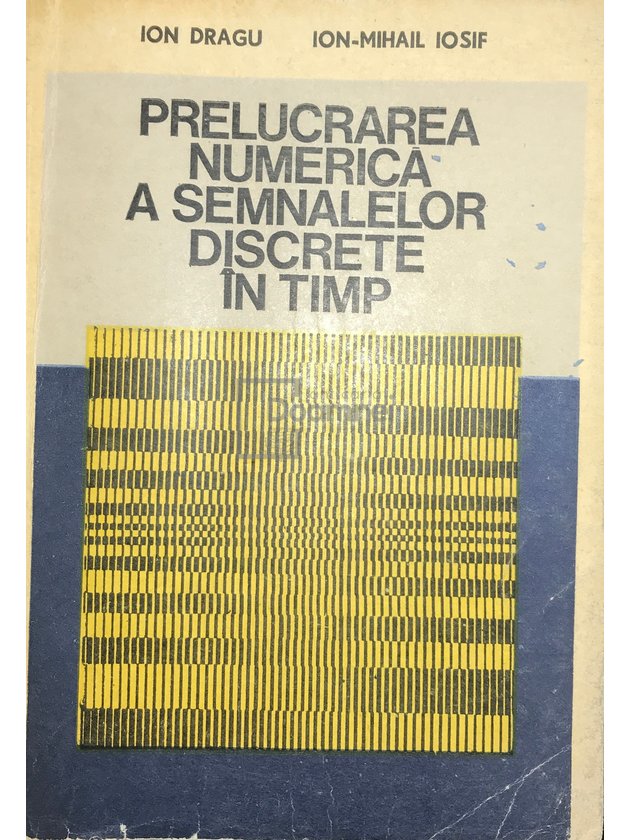 ION DRAGU ION-MIHAIL IOSIF
PRELUCRAREA
NUMERICĂ
A SEMNALELOR
DISCRETE
ÎN TIMP